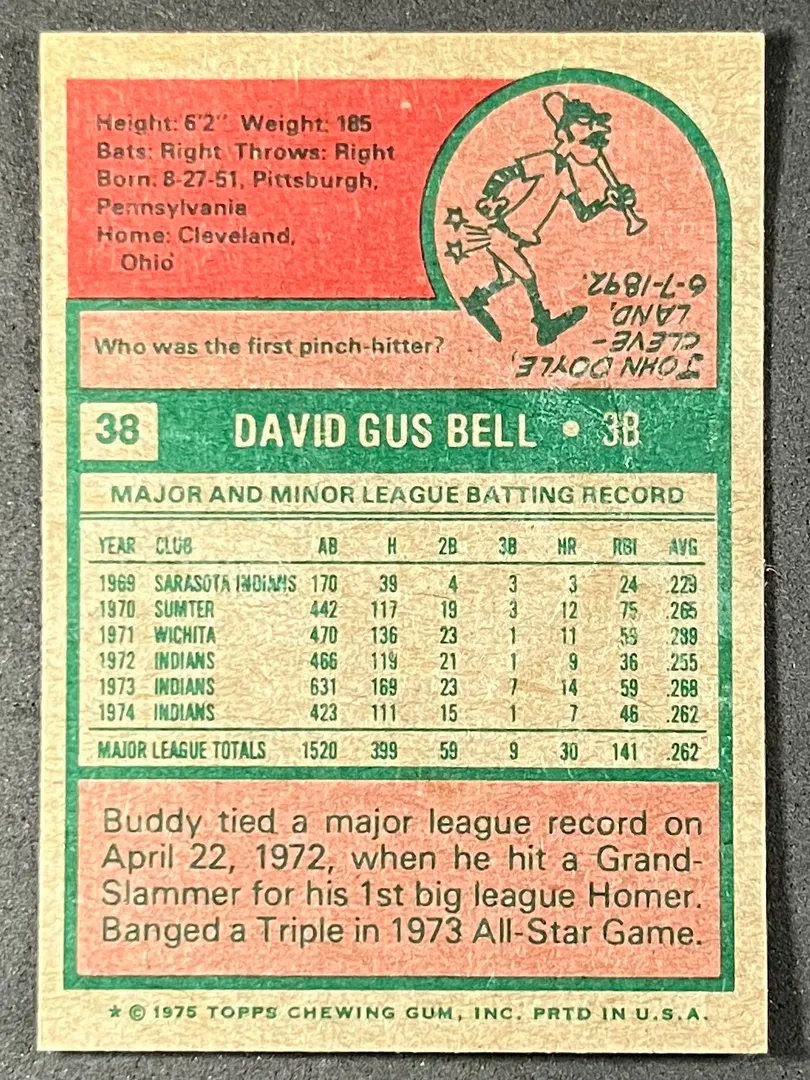 Height: 6'2" Weight: 185
Bats: Right Throws: Right
Born: 8-27-51, Pittsburgh,
Pennsylvania
Home: Cleveland,
Ohio
Who was the first pinch-hitter?
JOHN DOYLE,
CLEVE-
LAND,
6-7-1892.
38 DAVID GUS BELL • 3B
MAJOR AND MINOR LEAGUE BATTING RECORD
YEAR CLUB AB H 2B 3B HR RBI AVG
1969 SARASOTA INDIANS 170 39 4 3 3 24 .229
1970 SUMTER 442 117 19 3 12 75 .265
1971 WICHITA 470 136 23 1 11 59 .289
1972 INDIANS 466 119 21 1 9 36 .255
1973 INDIANS 631 169 23 7 14 59 .268
1974 INDIANS 423 111 15 1 7 46 .262
MAJOR LEAGUE TOTALS 1520 399 59 9 30 141 .262
Buddy tied a major league record on
April 22, 1972, when he hit a Grand-
Slammer for his 1st big league Homer.
Banged a Triple in 1973 All-Star Game.
* © 1975 TOPPS CHEWING GUM, INC. PRTD IN U.S.A.